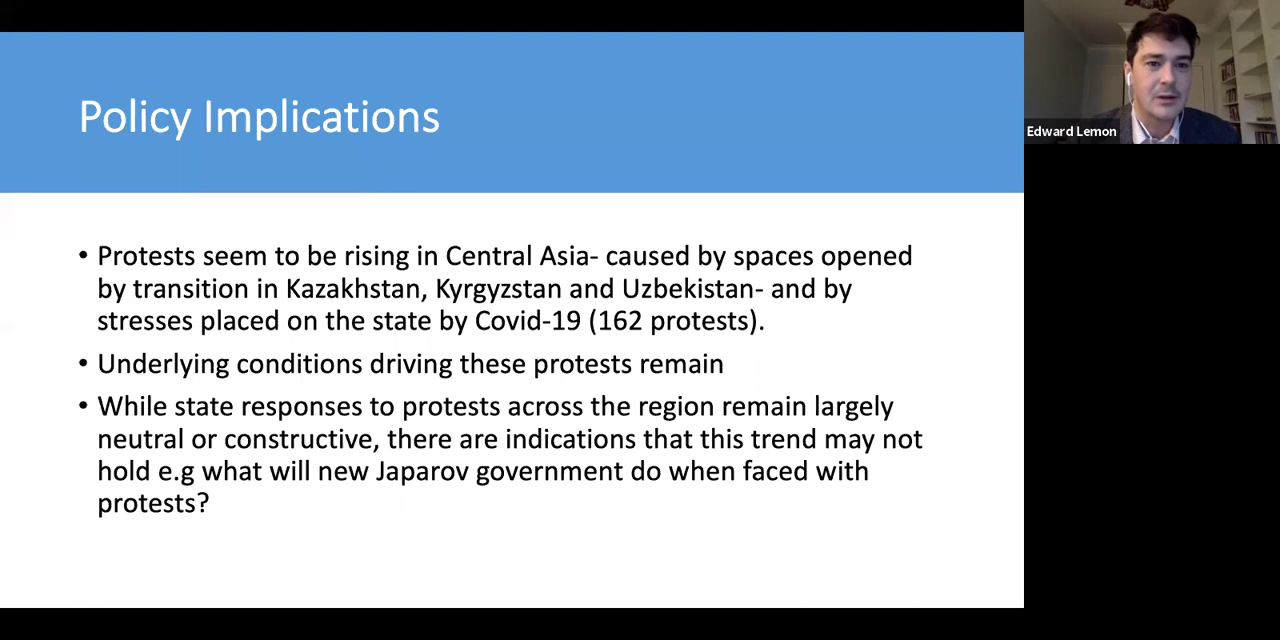 Policy Implications
Edward Lemon
• Protests seem to be rising in Central Asia- caused by spaces opened
by transition in Kazakhstan, Kyrgyzstan and Uzbekistan- and by
stresses placed on the state by Covid-19 (162 protests).
• Underlying conditions driving these protests remain
• While state responses to protests across the region remain largely
neutral or constructive, there are indications that this trend may not
hold e.g what will new Japarov government do when faced with
protests?